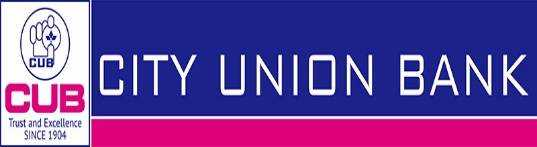 CUB
CUB
Trust and Excellence
SINCE 1904
CITY UNION BANK